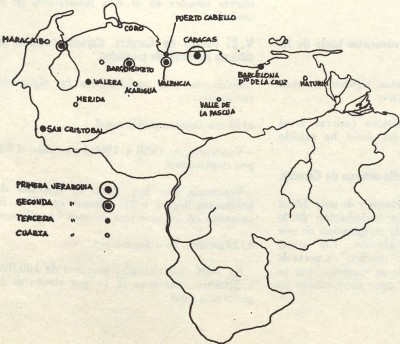 PUERTO CABELLO
CORO
CARACAS
MARACAIBO
BARQUISIMETO
BARCELONA
PTO DE LA CRUZ
MATURIN
VALERA
ACARIGUA
VALENCIA
MERIDA
VALLE DE
LA PASCUA
SAN CRISTOBAL
PRIMERA JERARQUIA
SEGUNDA "
TERCERA "
CUARTA "